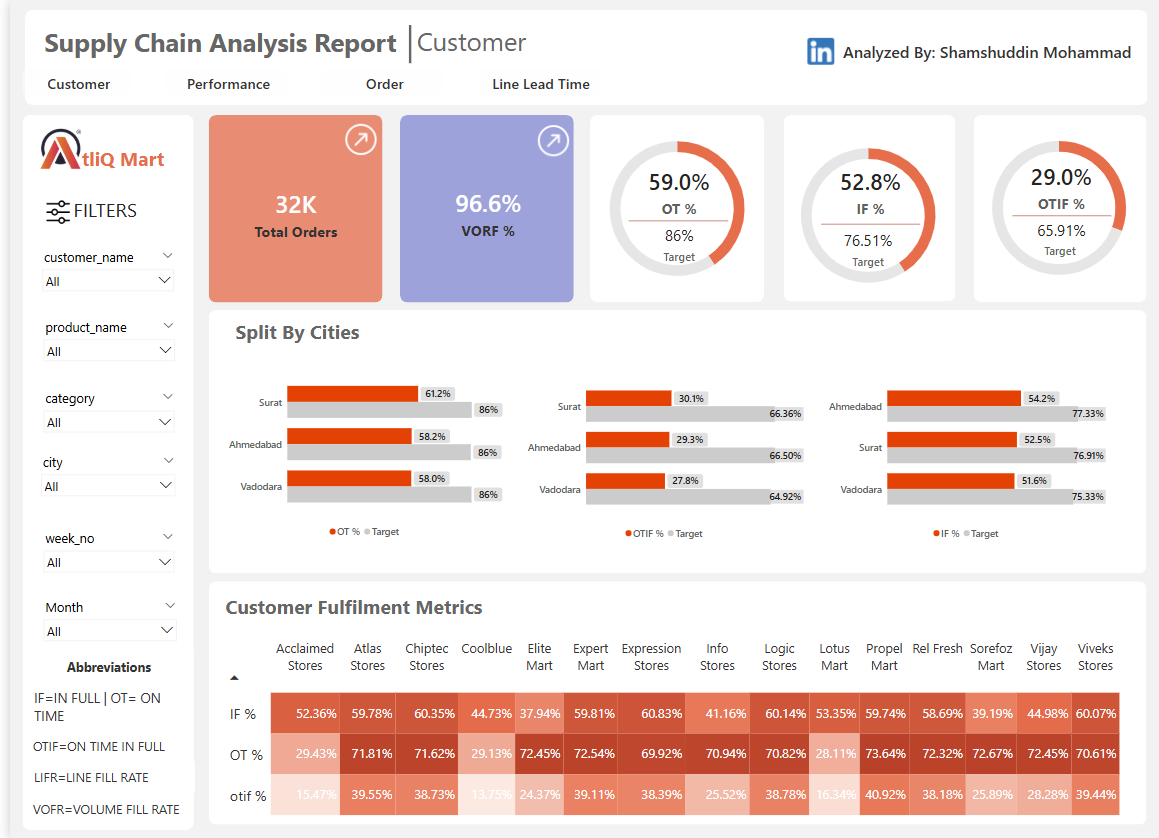 Supply Chain Analysis Report | Customer
in Analyzed By: Shamshuddin Mohammad
Customer Performance Order Line Lead Time
AtliQ Mart
FILTERS
customer_name
All
product_name
All
category
All
city
All
week_no
All
Month
All
Abbreviations
IF=IN FULL | OT= ON
TIME
OTIF=ON TIME IN FULL
LIFR=LINE FILL RATE
VOFR=VOLUME FILL RATE
32K
Total Orders
96.6%
VORF %
59.0%
OT %
86%
Target
52.8%
IF %
76.51%
Target
29.0%
OTIF %
65.91%
Target
Split By Cities
Surat 61.2%
86%
Ahmedabad 58.2%
86%
Vadodara 58.0%
86%
OT % Target
Surat 30.1%
66.36%
Ahmedabad 29.3%
66.50%
Vadodara 27.8%
64.92%
OTIF % Target
Ahmedabad 54.2%
77.33%
Surat 52.5%
76.91%
Vadodara 51.6%
75.33%
IF % Target
Customer Fulfilment Metrics
Acclaimed Atlas Chiptec Coolblue Elite Expert Expression Info Logic Lotus Propel Rel Fresh Sorefoz Vijay Viveks
Stores Stores Stores Mart Mart Stores Stores Stores Mart Mart Mart Stores Stores
IF % 52.36% 59.78% 60.35% 44.73% 37.94% 59.81% 60.83% 41.16% 60.14% 53.35% 59.74% 58.69% 39.19% 44.98% 60.07%
OT % 29.43% 71.81% 71.62% 29.13% 72.45% 72.54% 69.92% 70.94% 70.82% 28.11% 73.64% 72.32% 72.67% 72.45% 70.61%
otif % 15.47% 39.55% 38.73% 13.75% 24.37% 39.11% 38.39% 25.52% 38.78% 16.34% 40.92% 38.18% 25.89% 28.28% 39.44%